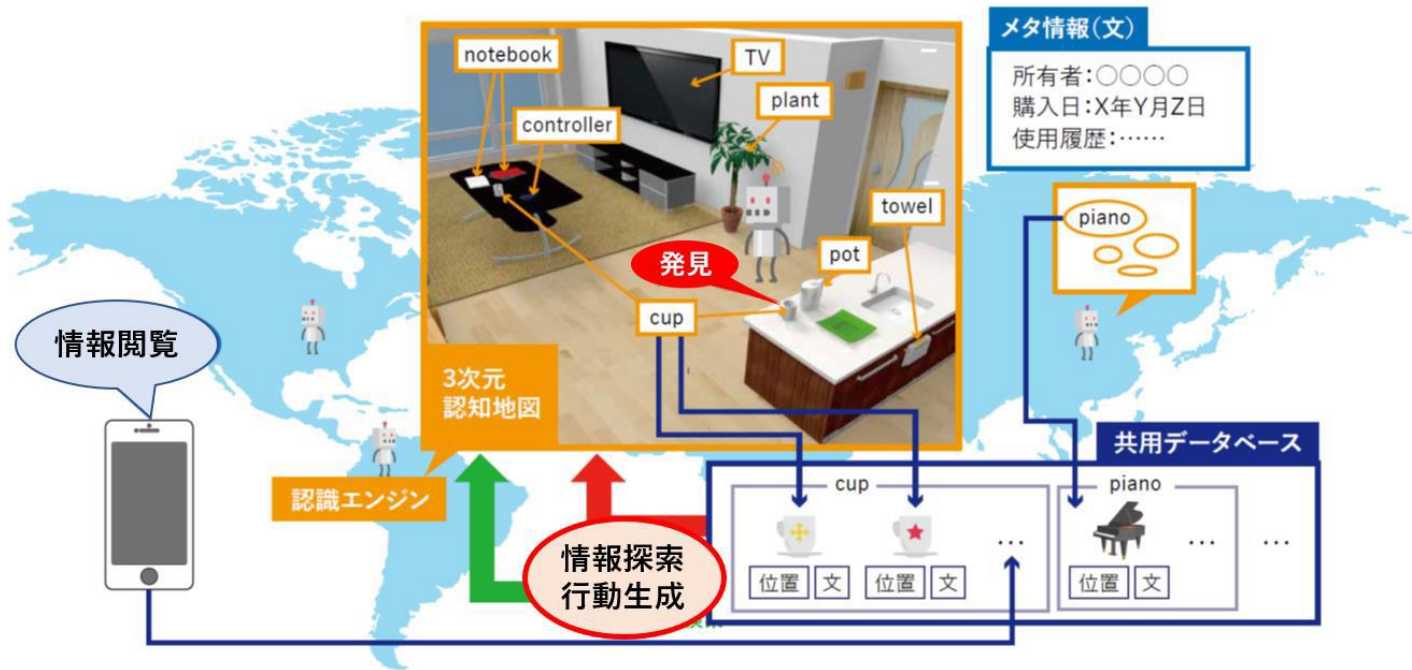 メタ情報(文)
所有者:○○○○
購入日:X年Y月Z日
使用履歴:……
notebook
TV
plant
controller
towel
piano
発見
pot
cup
情報閲覧
3次元
認知地図
認識エンジン
共用データベース
cup
piano
…
…
…
位置
文
位置
文
位置
文
情報探索
行動生成